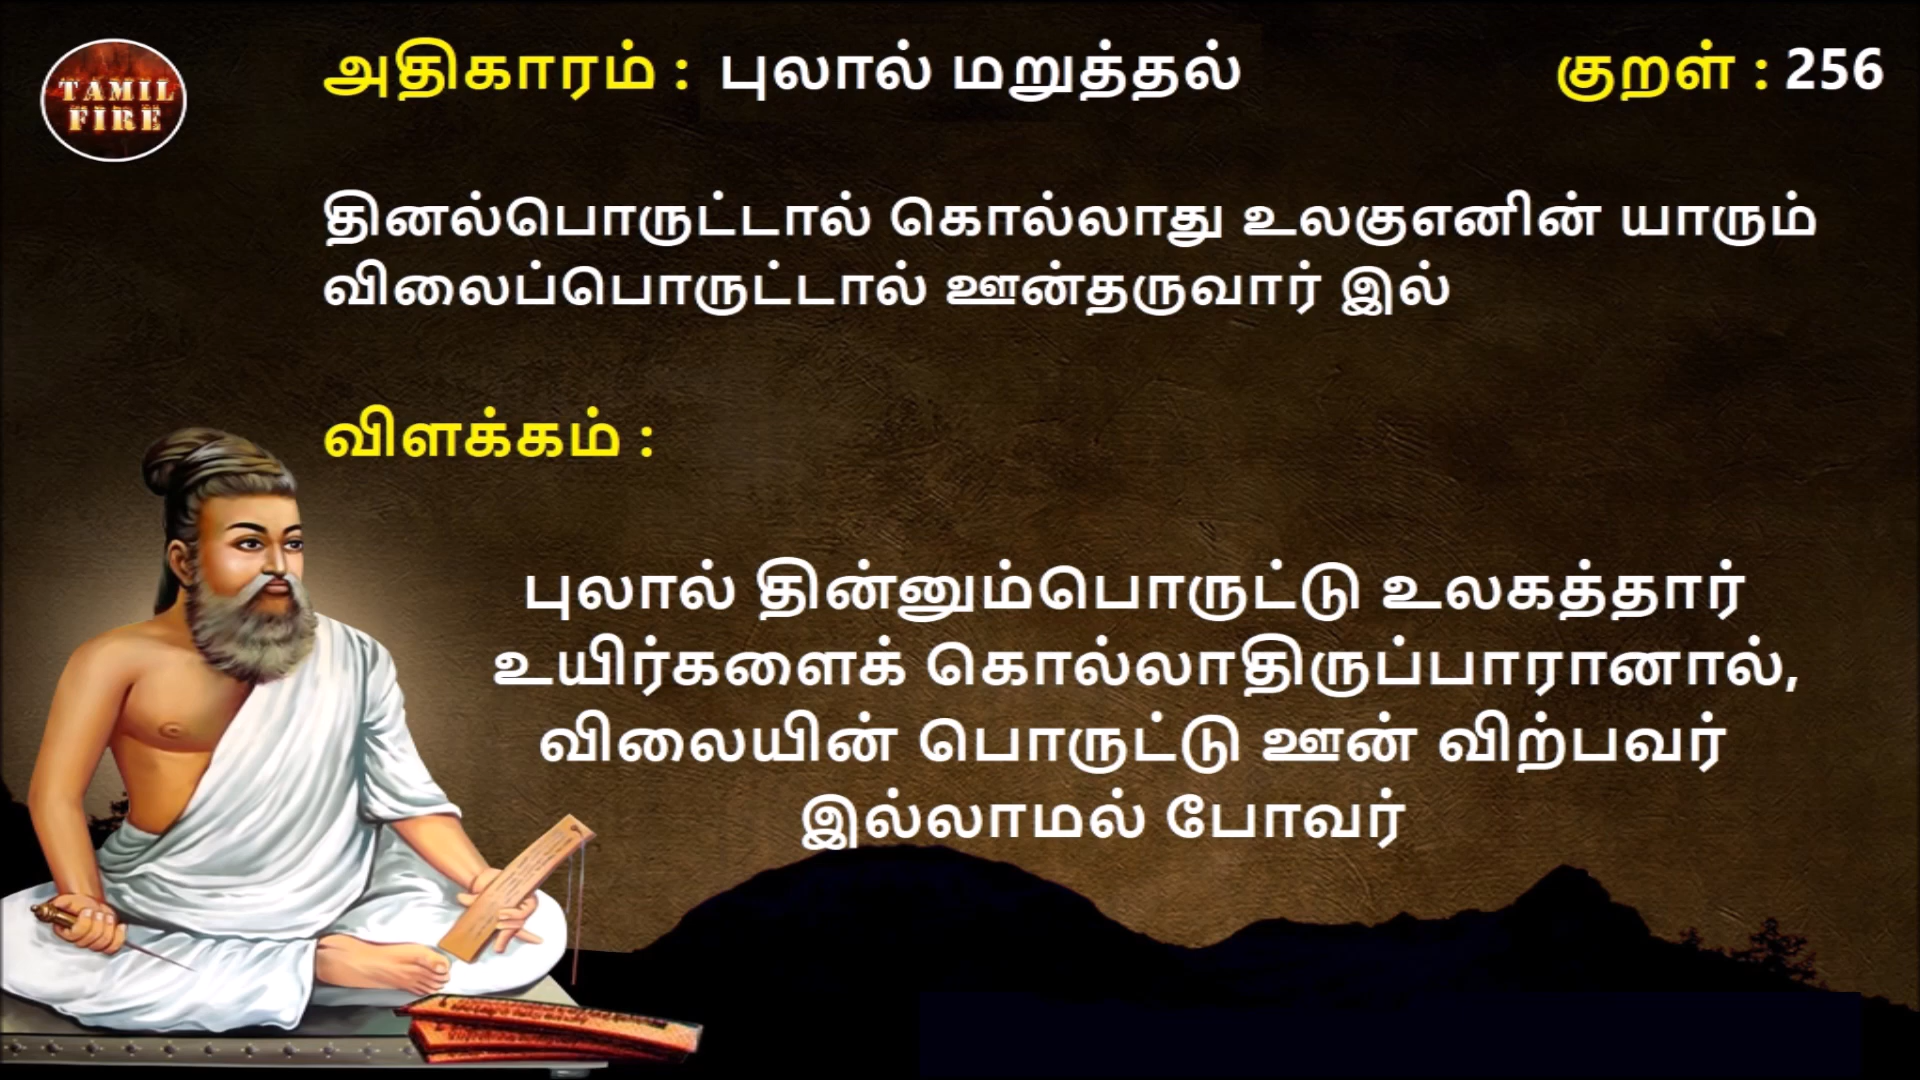 TAMIL
FIRE
அதிகாரம் : புலால் மறுத்தல்
குறள் : 256
தினல்பொருட்டால் கொல்லாது உலகுஎனின் யாரும்
விலைப்பொருட்டால் ஊன்தருவார் இல்
விளக்கம் :
புலால் தின்னும்பொருட்டு உலகத்தார்
உயிர்களைக் கொல்லாதிருப்பாரானால்,
விலையின் பொருட்டு ஊன் விற்பவர்
இல்லாமல் போவர்